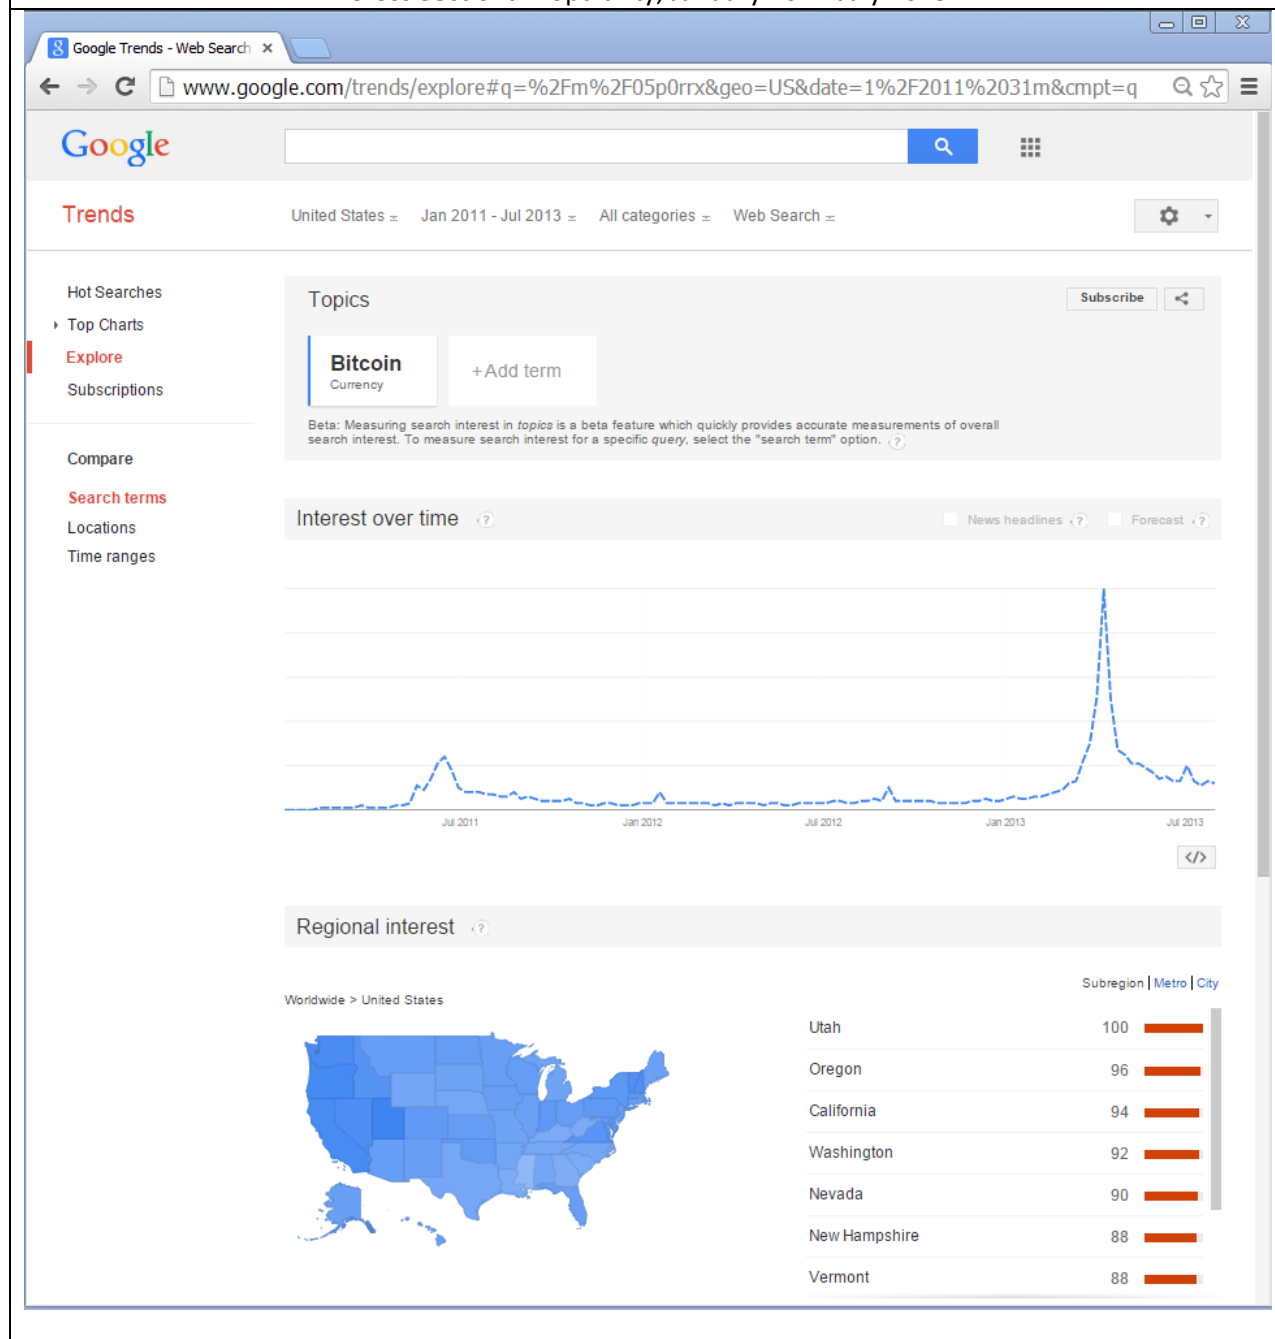 Google Trends - Web Search ×
www.google.com/trends/explore#q=%2Fm%2F05p0rrx&geo=US&date=1%2F2011%2031m&cmpt=q
Google
Trends
United States
Jan 2011 - Jul 2013
All categories
Web Search
Hot Searches
Top Charts
Explore
Subscriptions
Compare
Search terms
Locations
Time ranges
Topics
Subscribe
Bitcoin
Currency
+Add term
Beta: Measuring search interest in topics is a beta feature which quickly provides accurate measurements of overall
search interest. To measure search interest for a specific query, select the "search term" option. ?
Interest over time ?
News headlines ?
Forecast ?
Jul 2011
Jan 2012
Jul 2012
Jan 2013
Jul 2013
</>
Regional interest ?
Subregion | Metro | City
Worldwide > United States
Utah 100
Oregon 96
California 94
Washington 92
Nevada 90
New Hampshire 88
Vermont 88